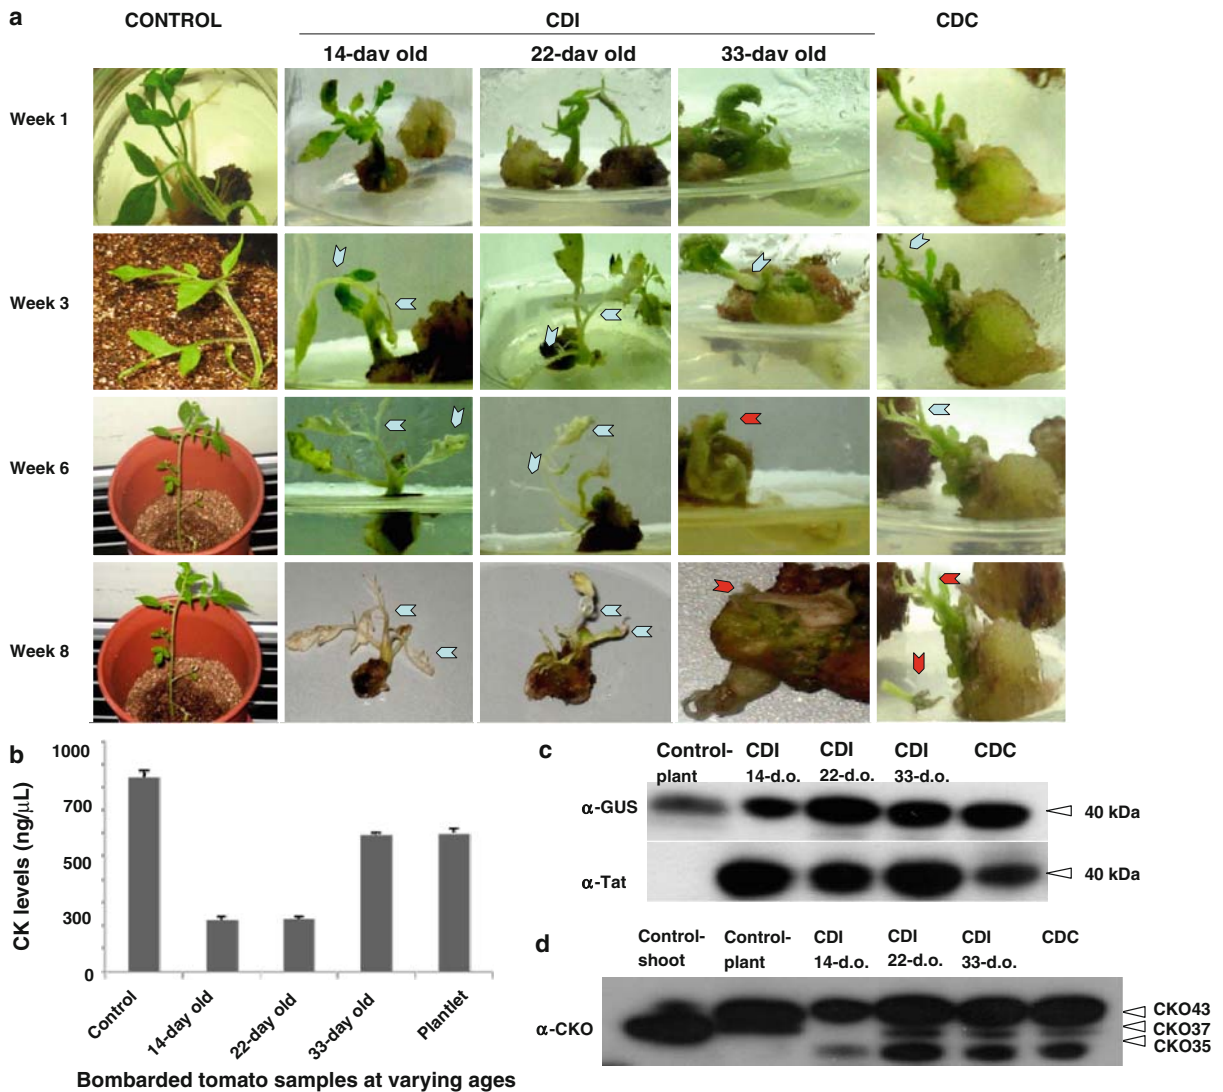 a
CONTROL
CDI
CDC
14-dav old
22-dav old
33-dav old
Week 1
Week 3
Week 6
Week 8
b
CK levels (ng/µL)
1000
700
500
300
0
Control
14-day old
22-day old
33-day old
Plantlet
Bombarded tomato samples at varying ages
c
Control-plant
CDI 14-d.o.
CDI 22-d.o.
CDI 33-d.o.
CDC
α-GUS
40 kDa
α-Tat
40 kDa
d
Control-shoot
Control-plant
CDI 14-d.o.
CDI 22-d.o.
CDI 33-d.o.
CDC
α-CKO
CKO43
CKO37
CKO35